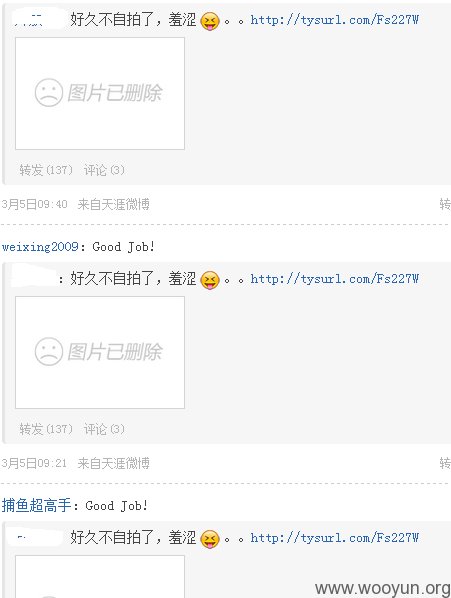 好久不自拍了，羞涩 。。http://tysurl.com/Fs227W
图片已删除
转发(137) 评论(3)
3月5日09:40 来自天涯微博 转
weixing2009：Good Job!
：好久不自拍了，羞涩 。。http://tysurl.com/Fs227W
图片已删除
转发(137) 评论(3)
3月5日09:21 来自天涯微博 转
捕鱼超高手：Good Job!
好久不自拍了，羞涩 。。http://tysurl.com/Fs227W
www.wooyun.org